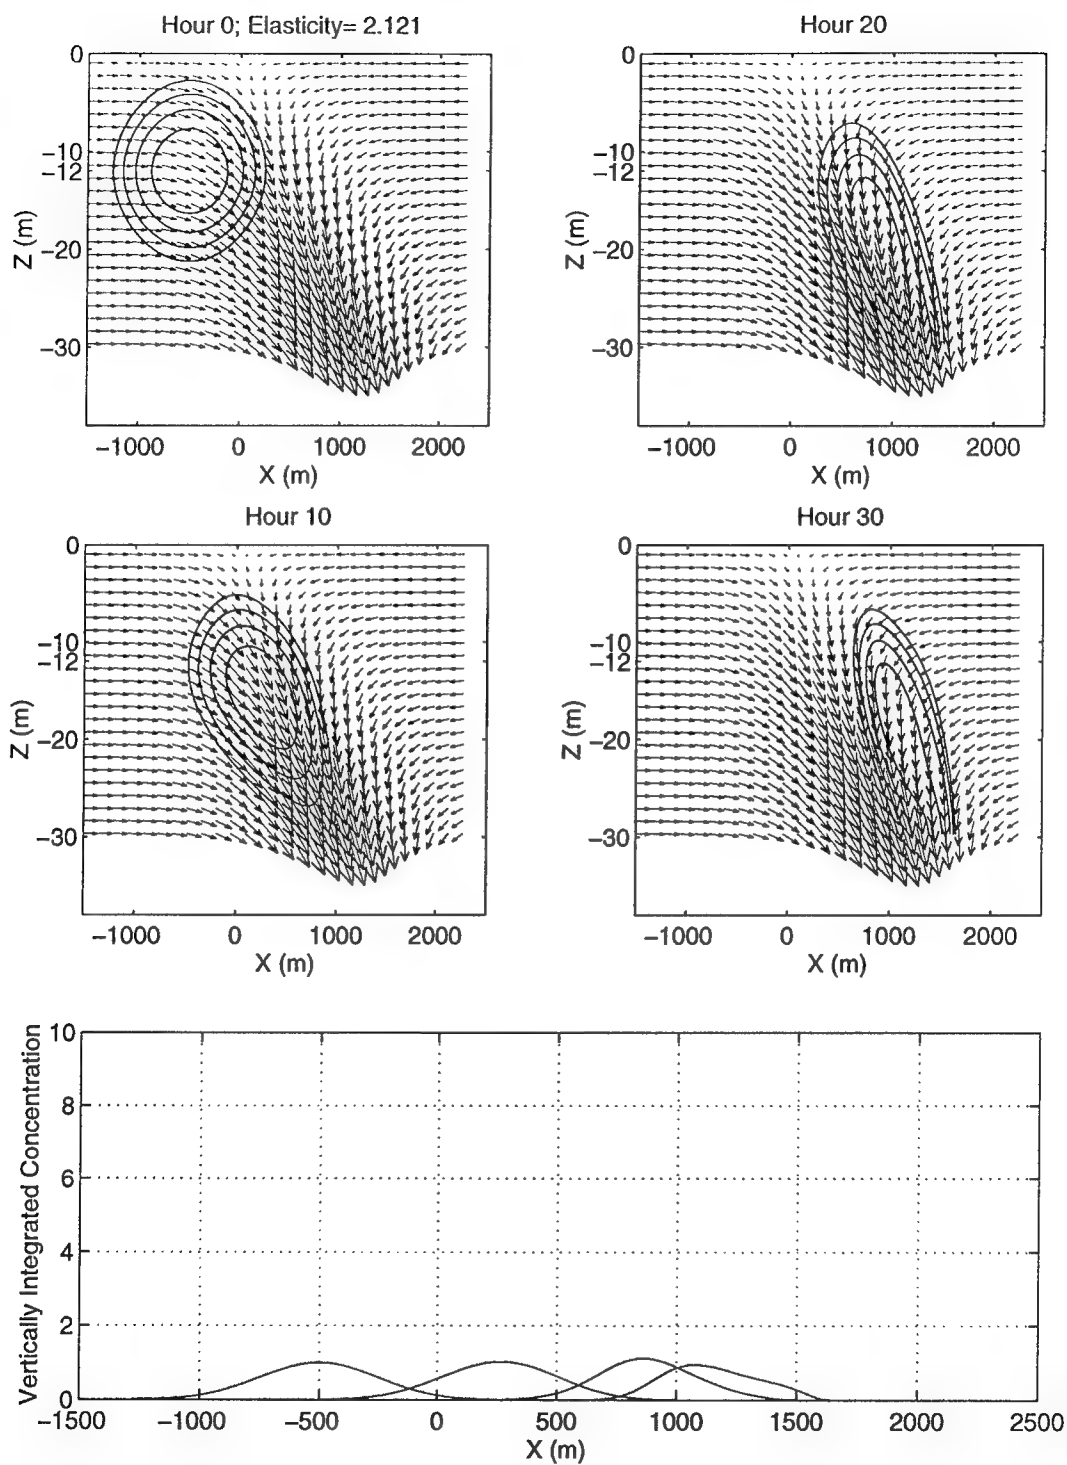 Hour 0; Elasticity= 2.121
0
−10
−12
−20
−30
Z (m)
−1000 0 1000 2000
X (m)
Hour 20
0
−10
−12
−20
−30
Z (m)
−1000 0 1000 2000
X (m)
Hour 10
0
−10
−12
−20
−30
Z (m)
−1000 0 1000 2000
X (m)
Hour 30
0
−10
−12
−20
−30
Z (m)
−1000 0 1000 2000
X (m)
Vertically Integrated Concentration
10
8
6
4
2
0
−1500 −1000 −500 0 500 1000 1500 2000 2500
X (m)